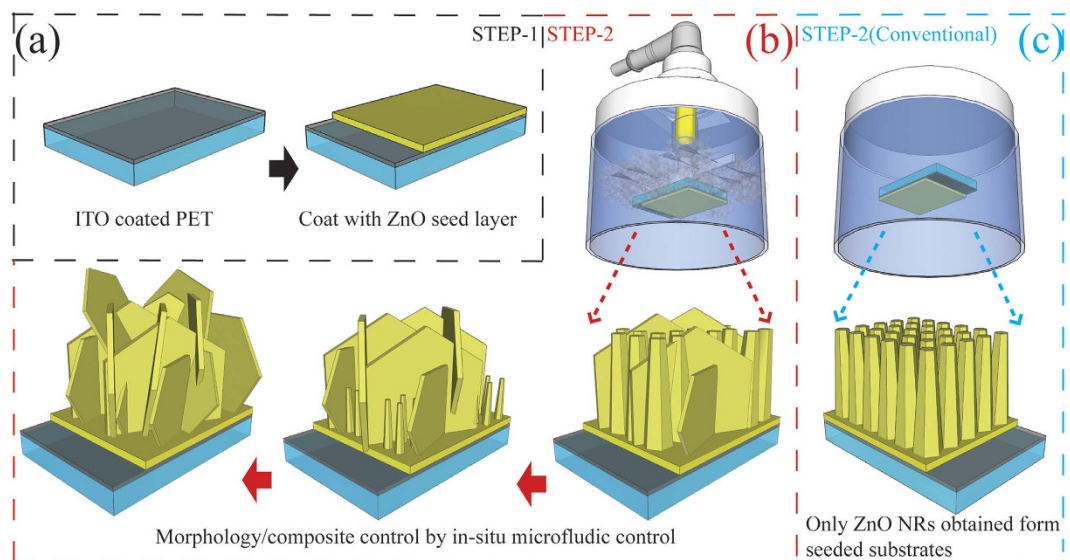 (a)
STEP-1
STEP-2
(b)
STEP-2(Conventional)
(c)
ITO coated PET
Coat with ZnO seed layer
Morphology/composite control by in-situ microfludic control
Only ZnO NRs obtained form
seeded substrates